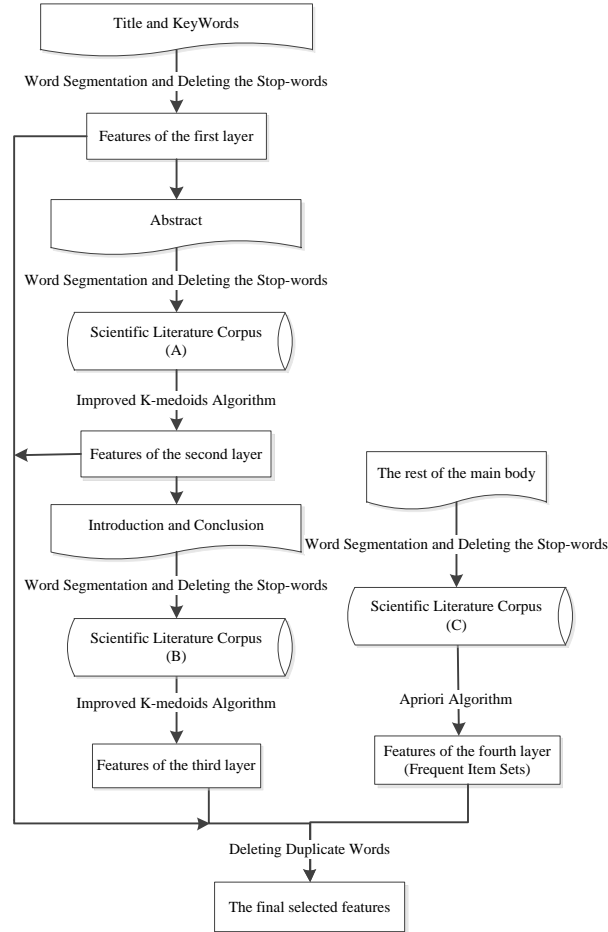 Title and KeyWords
Word Segmentation and Deleting the Stop-words
Features of the first layer
Abstract
Word Segmentation and Deleting the Stop-words
Scientific Literature Corpus
(A)
Improved K-medoids Algorithm
Features of the second layer
Introduction and Conclusion
Word Segmentation and Deleting the Stop-words
Scientific Literature Corpus
(B)
Improved K-medoids Algorithm
Features of the third layer
The rest of the main body
Word Segmentation and Deleting the Stop-words
Scientific Literature Corpus
(C)
Apriori Algorithm
Features of the fourth layer
(Frequent Item Sets)
Deleting Duplicate Words
The final selected features